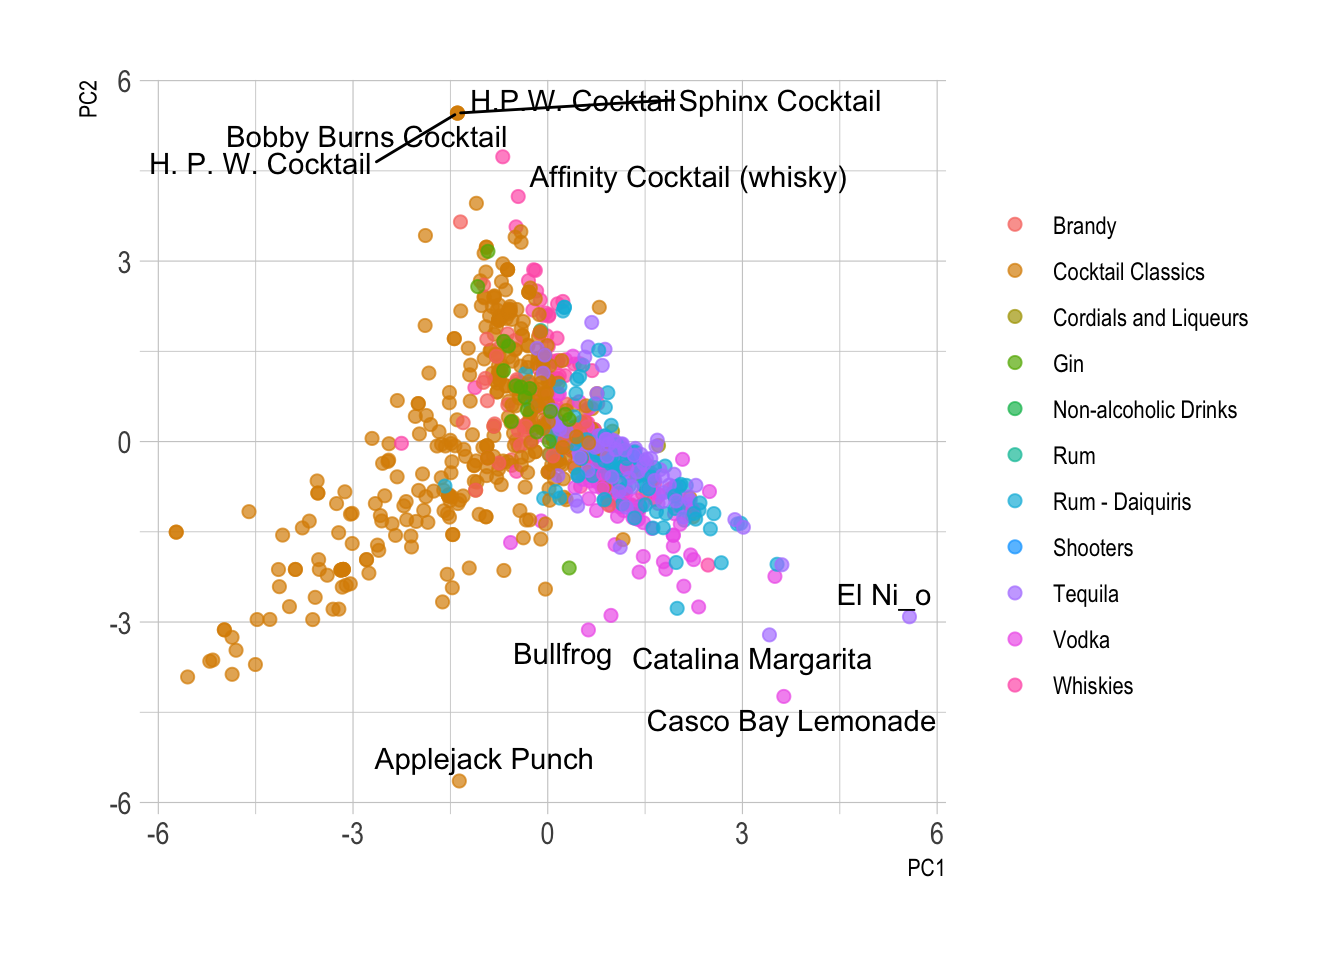 PC2
6
3
0
-3
-6
H.P.W. Cocktail
Sphinx Cocktail
Bobby Burns Cocktail
H. P. W. Cocktail
Affinity Cocktail (whisky)
El Ni_o
Bullfrog
Catalina Margarita
Casco Bay Lemonade
Applejack Punch
-6
-3
0
3
6
PC1
Brandy
Cocktail Classics
Cordials and Liqueurs
Gin
Non-alcoholic Drinks
Rum
Rum - Daiquiris
Shooters
Tequila
Vodka
Whiskies